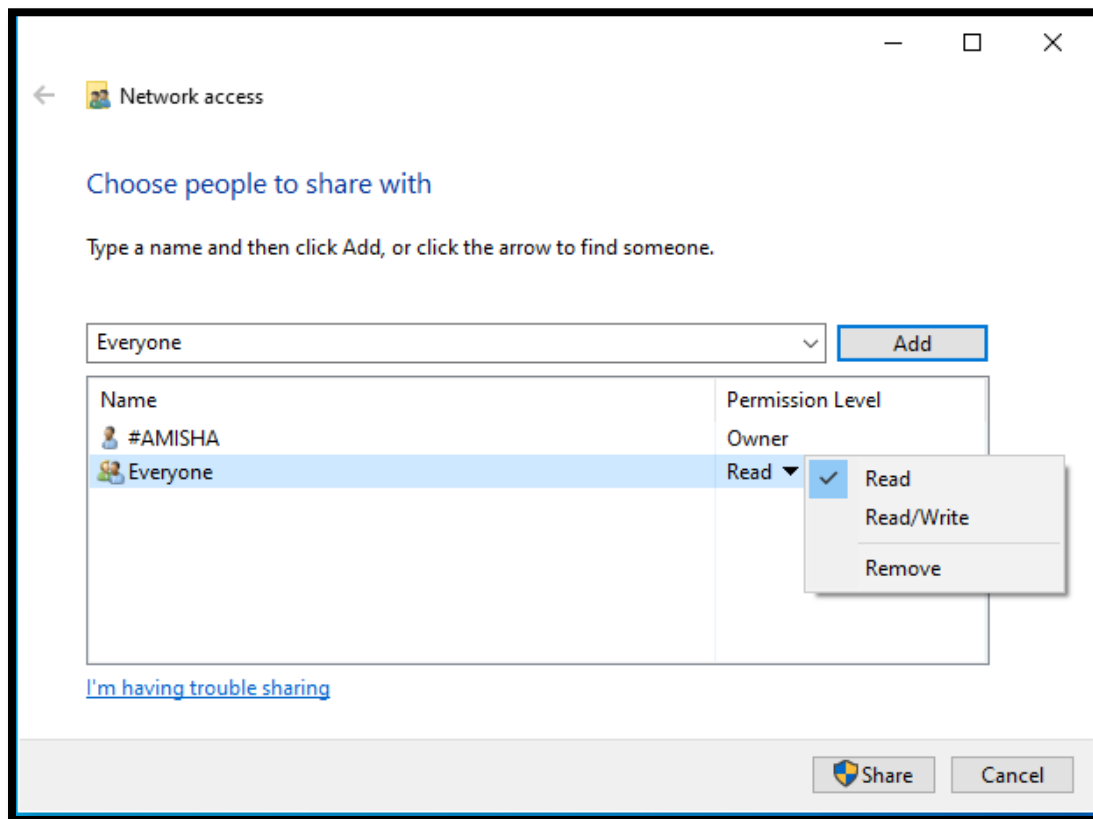 Network access
Choose people to share with
Type a name and then click Add, or click the arrow to find someone.
Everyone Add
Name Permission Level
#AMISHA Owner
Everyone Read
Read
Read/Write
Remove
I'm having trouble sharing
Share Cancel